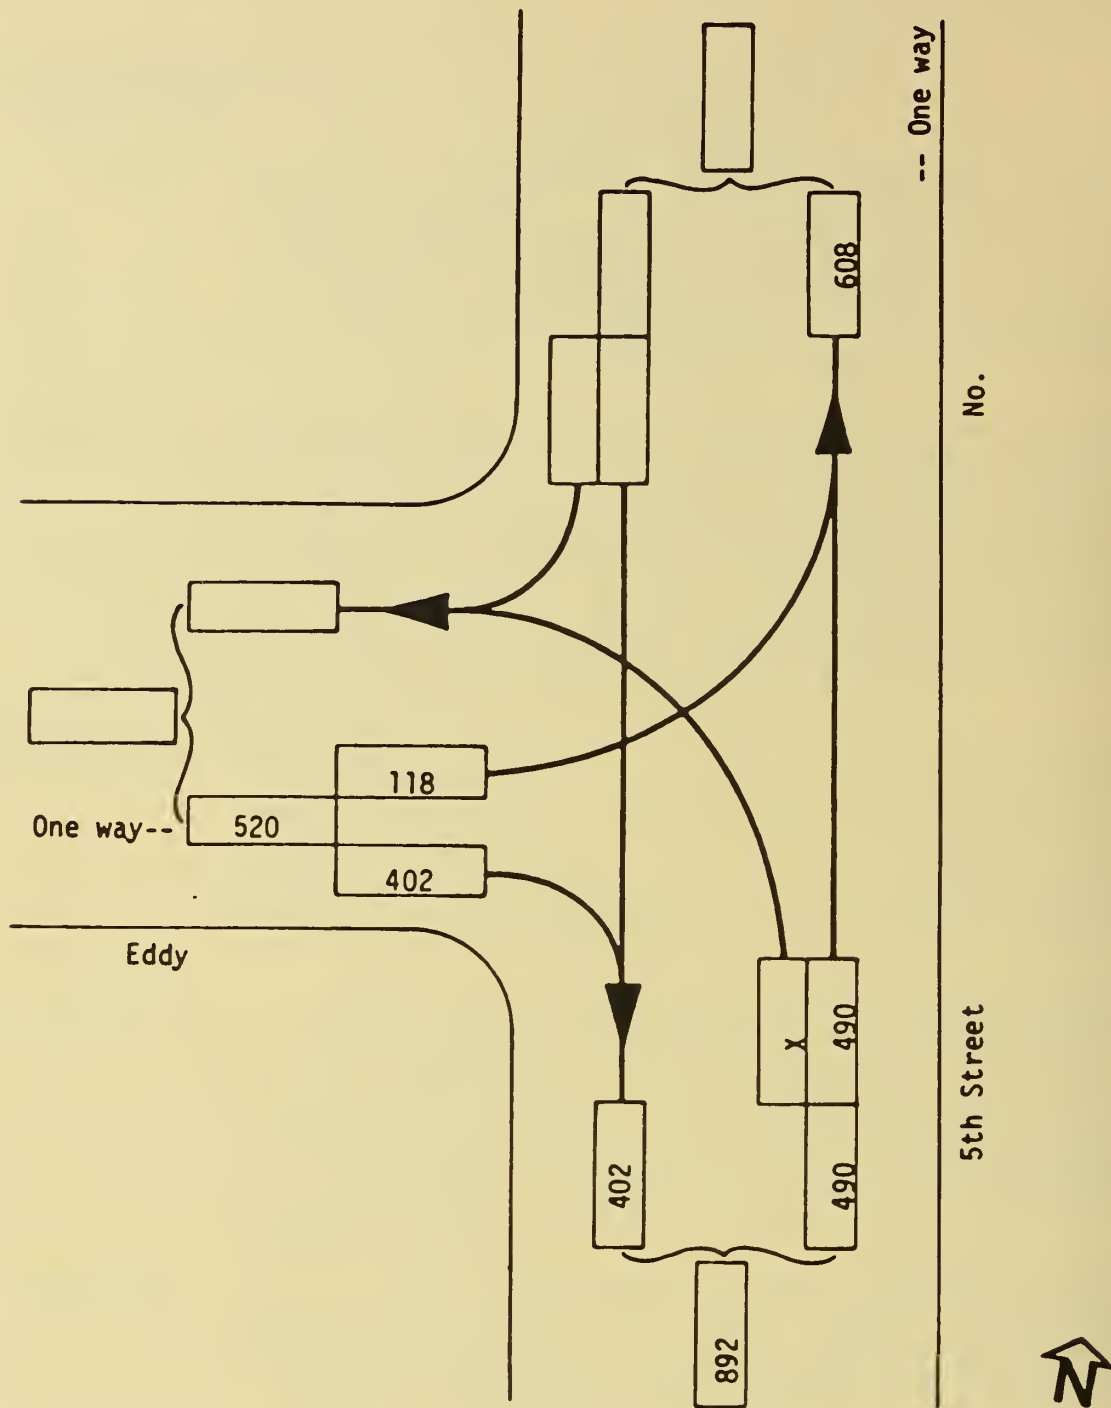 -- One way
608
No.
118
One way--
520
402
Eddy
X
490
5th Street
402
490
892
N